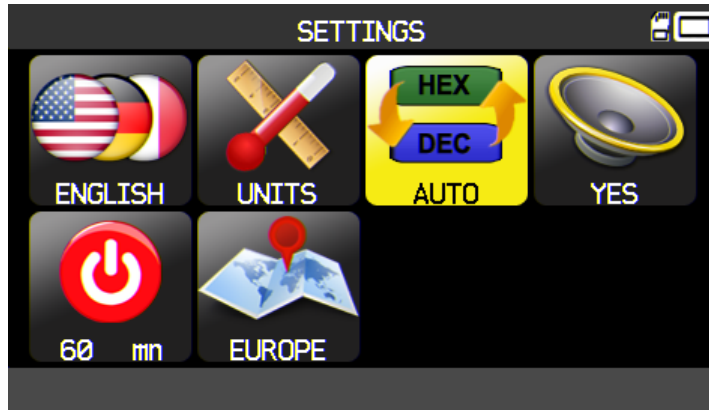 SETTINGS
HEX
DEC
ENGLISH
UNITS
AUTO
YES
60 mn
EUROPE